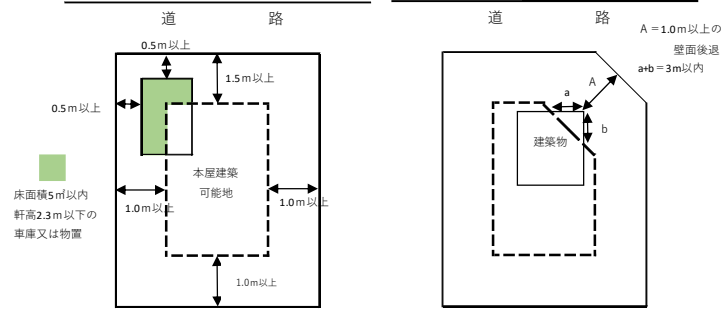 道 路
0.5m以上
1.5m以上
0.5m以上
床面積5㎡以内
軒高2.3m以下の
車庫又は物置
本屋建築
可能地
1.0m以上
1.0m以上
1.0m以上
道 路
A =1.0m以上の
壁面後退
a+b=3m以内
A
a
b
建築物